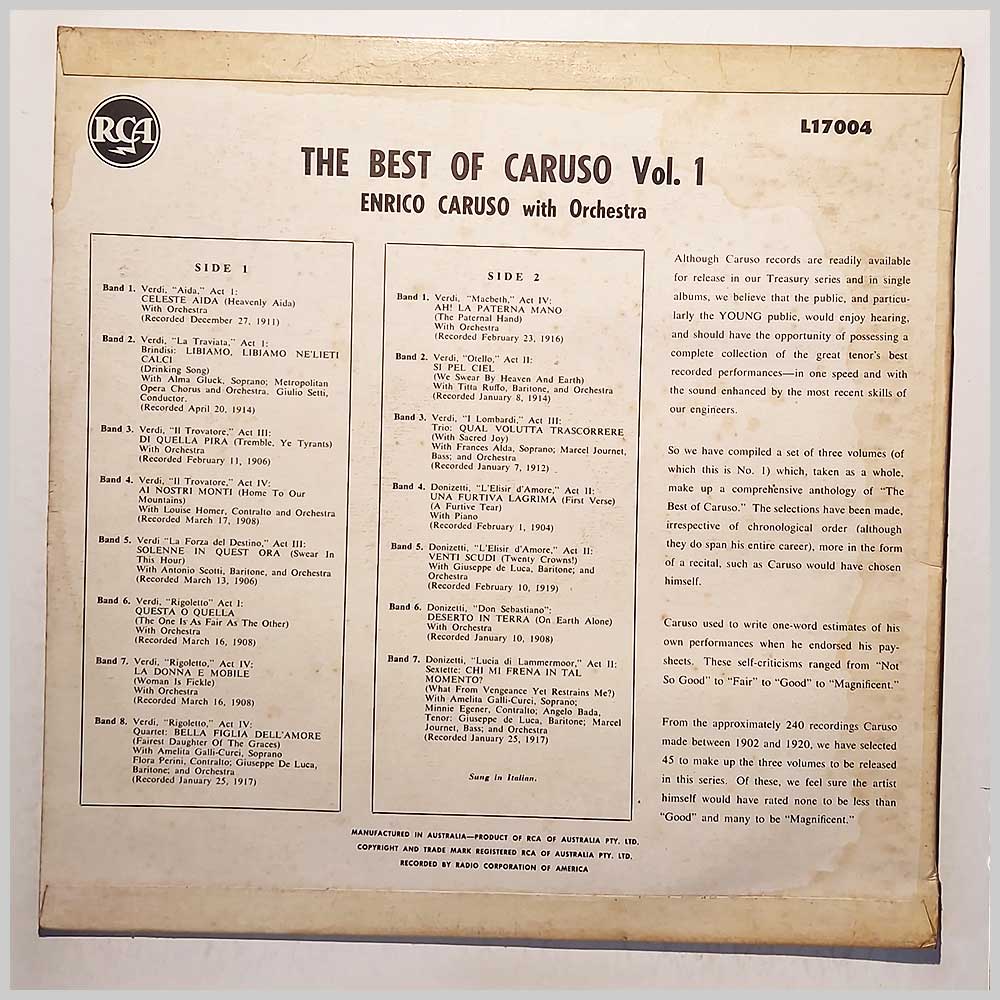 RCA
L17004
THE BEST OF CARUSO Vol. 1
ENRICO CARUSO with Orchestra
SIDE 1
Band 1. Verdi, "Aida," Act 1:
CELESTE AIDA (Heavenly Aida)
With Orchestra
(Recorded December 27, 1911)
Band 2. Verdi, "La Traviata," Act 1:
Brindisi: LIBIAMO, LIBIAMO NE'LIETI
CALCI
(Drinking Song)
With Alma Gluck, Soprano; Metropolitan
Opera Chorus and Orchestra. Giulio Setti,
Conductor.
(Recorded April 20, 1914)
Band 3. Verdi, "Il Trovatore," Act III:
DI QUELLA PIRA (Tremble, Ye Tyrants)
With Orchestra
(Recorded February 11, 1906)
Band 4. Verdi, "Il Trovatore," Act IV:
AI NOSTRI MONTI (Home To Our
Mountains)
With Louise Homer, Contralto and Orchestra
(Recorded March 17, 1908)
Band 5. Verdi "La Forza del Destino," Act III:
SOLENNE IN QUEST ORA (Swear In
This Hour)
With Antonio Scotti, Baritone, and Orchestra
(Recorded March 13, 1906)
Band 6. Verdi, "Rigoletto" Act I:
QUESTA O QUELLA
(The One Is As Fair As The Other)
With Orchestra
(Recorded March 16, 1908)
Band 7. Verdi, "Rigoletto," Act IV:
LA DONNA E MOBILE
(Woman Is Fickle)
With Orchestra
(Recorded March 16, 1908)
Band 8. Verdi, "Rigoletto," Act IV:
Quartet: BELLA FIGLIA DELL'AMORE
(Fairest Daughter Of The Graces)
With Amelita Galli-Curci, Soprano
Flora Perini, Contralto; Giuseppe De Luca,
Baritone; and Orchestra
(Recorded January 25, 1917)
SIDE 2
Band 1. Verdi, "Macbeth," Act IV:
AH! LA PATERNA MANO
(The Paternal Hand)
With Orchestra
(Recorded February 23, 1916)
Band 2. Verdi, "Otello," Act II:
SI PEL CIEL
(We Swear By Heaven And Earth)
With Titta Ruffo, Baritone, and Orchestra
(Recorded January 8, 1914)
Band 3. Verdi, "I Lombardi," Act III:
Trio: QUAL VOLUTTA TRASCORRERE
(With Sacred Joy)
With Frances Alda, Soprano; Marcel Journet,
Bass; and Orchestra
(Recorded January 7, 1912)
Band 4. Donizetti, "L'Elisir d'Amore," Act II:
UNA FURTIVA LAGRIMA (First Verse)
(A Furtive Tear)
With Piano
(Recorded February 1, 1904)
Band 5. Donizetti, "L'Elisir d'Amore," Act II:
VENTI SCUDI (Twenty Crowns!)
With Giuseppe de Luca, Baritone; and
Orchestra
(Recorded February 10, 1919)
Band 6. Donizetti, "Don Sebastiano":
DESERTO IN TERRA (On Earth Alone)
With Orchestra
(Recorded January 10, 1908)
Band 7. Donizetti, "Lucia di Lammermoor," Act II:
Sextette: CHI MI FRENA IN TAL
MOMENTO?
(What From Vengeance Yet Restrains Me?)
With Amelita Galli-Curci, Soprano;
Minnie Egener, Contralto; Angelo Bada,
Tenor: Giuseppe de Luca, Baritone; Marcel
Journet, Bass; and Orchestra
(Recorded January 25, 1917)
Sung in Italian.
Although Caruso records are readily available
for release in our Treasury series and in single
albums, we believe that the public, and particu-
larly the YOUNG public, would enjoy hearing,
and should have the opportunity of possessing a
complete collection of the great tenor's best
recorded performances—in one speed and with
the sound enhanced by the most recent skills of
our engineers.
So we have compiled a set of three volumes (of
which this is No. 1) which, taken as a whole,
make up a comprehensive anthology of "The
Best of Caruso." The selections have been made,
irrespective of chronological order (although
they do span his entire career), more in the form
of a recital, such as Caruso would have chosen
himself.
Caruso used to write one-word estimates of his
own performances when he endorsed his pay-
sheets. These self-criticisms ranged from "Not
So Good" to "Fair" to "Good" to "Magnificent."
From the approximately 240 recordings Caruso
made between 1902 and 1920, we have selected
45 to make up the three volumes to be released
in this series. Of these, we feel sure the artist
himself would have rated none to be less than
"Good" and many to be "Magnificent."
MANUFACTURED IN AUSTRALIA—PRODUCT OF RCA OF AUSTRALIA PTY. LTD.
COPYRIGHT AND TRADE MARK REGISTERED RCA OF AUSTRALIA PTY. LTD.
RECORDED BY RADIO CORPORATION OF AMERICA